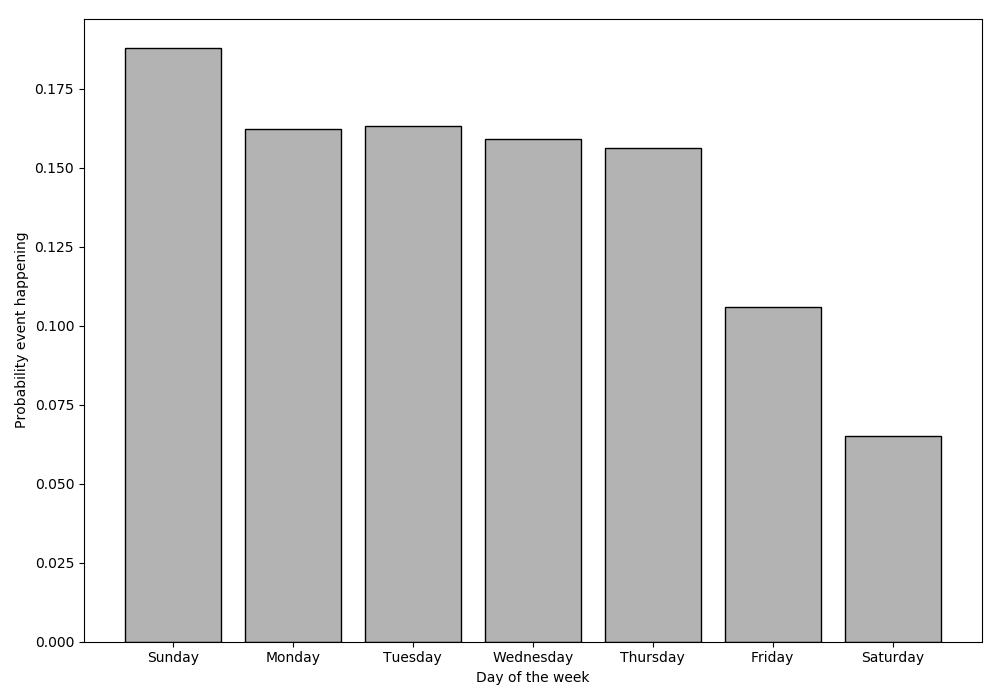 0.175
0.150
0.125
0.100
0.075
0.050
0.025
0.000
Probability event happening
Sunday Monday Tuesday Wednesday Thursday Friday Saturday
Day of the week